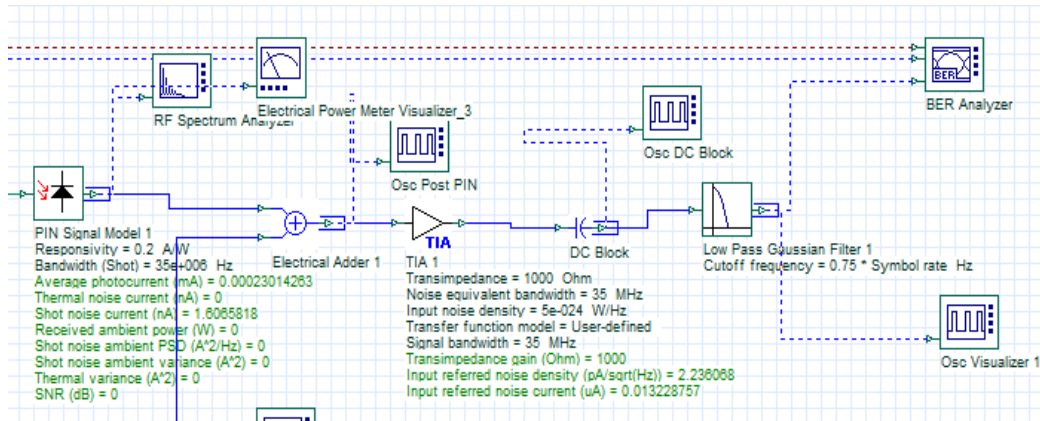 BER
BER Analyzer
RF Spectrum Analyzer
Electrical Power Meter Visualizer_3
Osc DC Block
Osc Post PIN
PIN Signal Model 1
Responsivity = 0.2 A/W
Bandwidth (Shot) = 35e+006 Hz
Average photocurrent (mA) = 0.00023014263
Thermal noise current (nA) = 0
Shot noise current (nA) = 1.6065818
Received ambient power (W) = 0
Shot noise ambient PSD (A^2/Hz) = 0
Shot noise ambient variance (A^2) = 0
Thermal variance (A^2) = 0
SNR (dB) = 0
Electrical Adder 1
TIA
TIA 1
Transimpedance = 1000 Ohm
Noise equivalent bandwidth = 35 MHz
Input noise density = 5e-024 W/Hz
Transfer function model = User-defined
Signal bandwidth = 35 MHz
Transimpedance gain (Ohm) = 1000
Input referred noise density (pA/sqrt(Hz)) = 2.236068
Input referred noise current (uA) = 0.013228757
DC Block
Low Pass Gaussian Filter 1
Cutoff frequency = 0.75 * Symbol rate Hz
Osc Visualizer 1